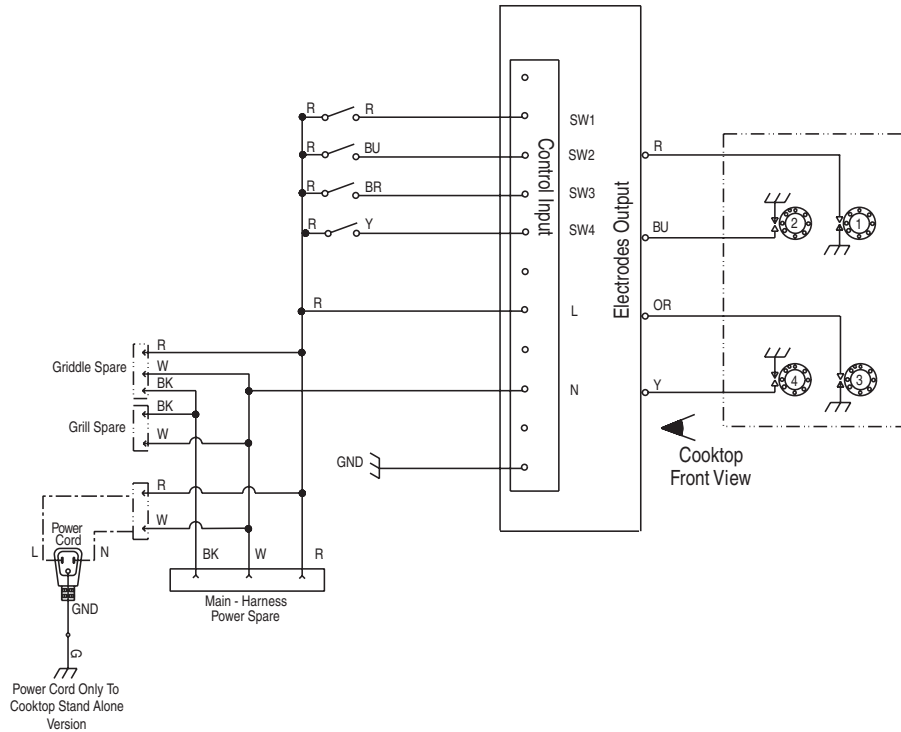 R
R
SW1
R
BU
SW2
R
R
BR
SW3
2
1
R
Y
SW4
BU
Control Input
Electrodes Output
R
L
OR
R
Griddle Spare
W
BK
N
Y
4
3
BK
Grill Spare
W
GND
Cooktop
Front View
R
W
Power
Cord
L
N
BK
W
R
GND
Main - Harness
Power Spare
G
Power Cord Only To
Cooktop Stand Alone
Version